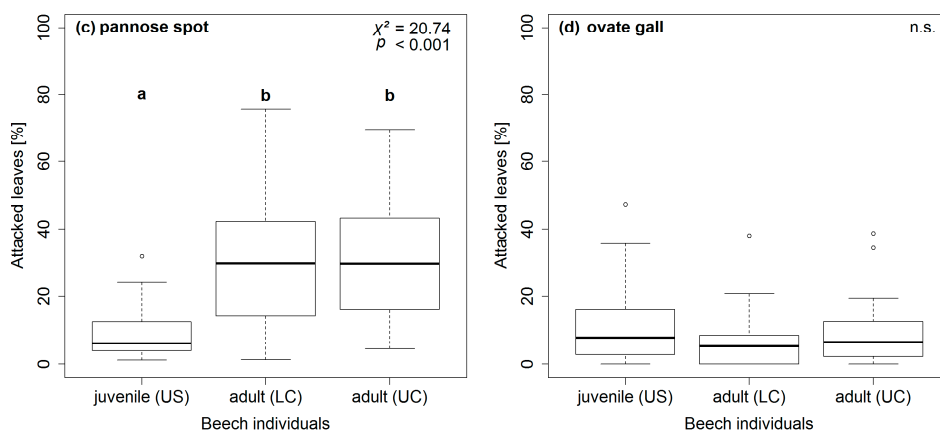 (c) pannose spot
χ² = 20.74
p < 0.001
a
b
b
Attacked leaves [%]
100
80
60
40
20
0
juvenile (US)
adult (LC)
adult (UC)
Beech individuals
(d) ovate gall
n.s.
Attacked leaves [%]
100
80
60
40
20
0
juvenile (US)
adult (LC)
adult (UC)
Beech individuals